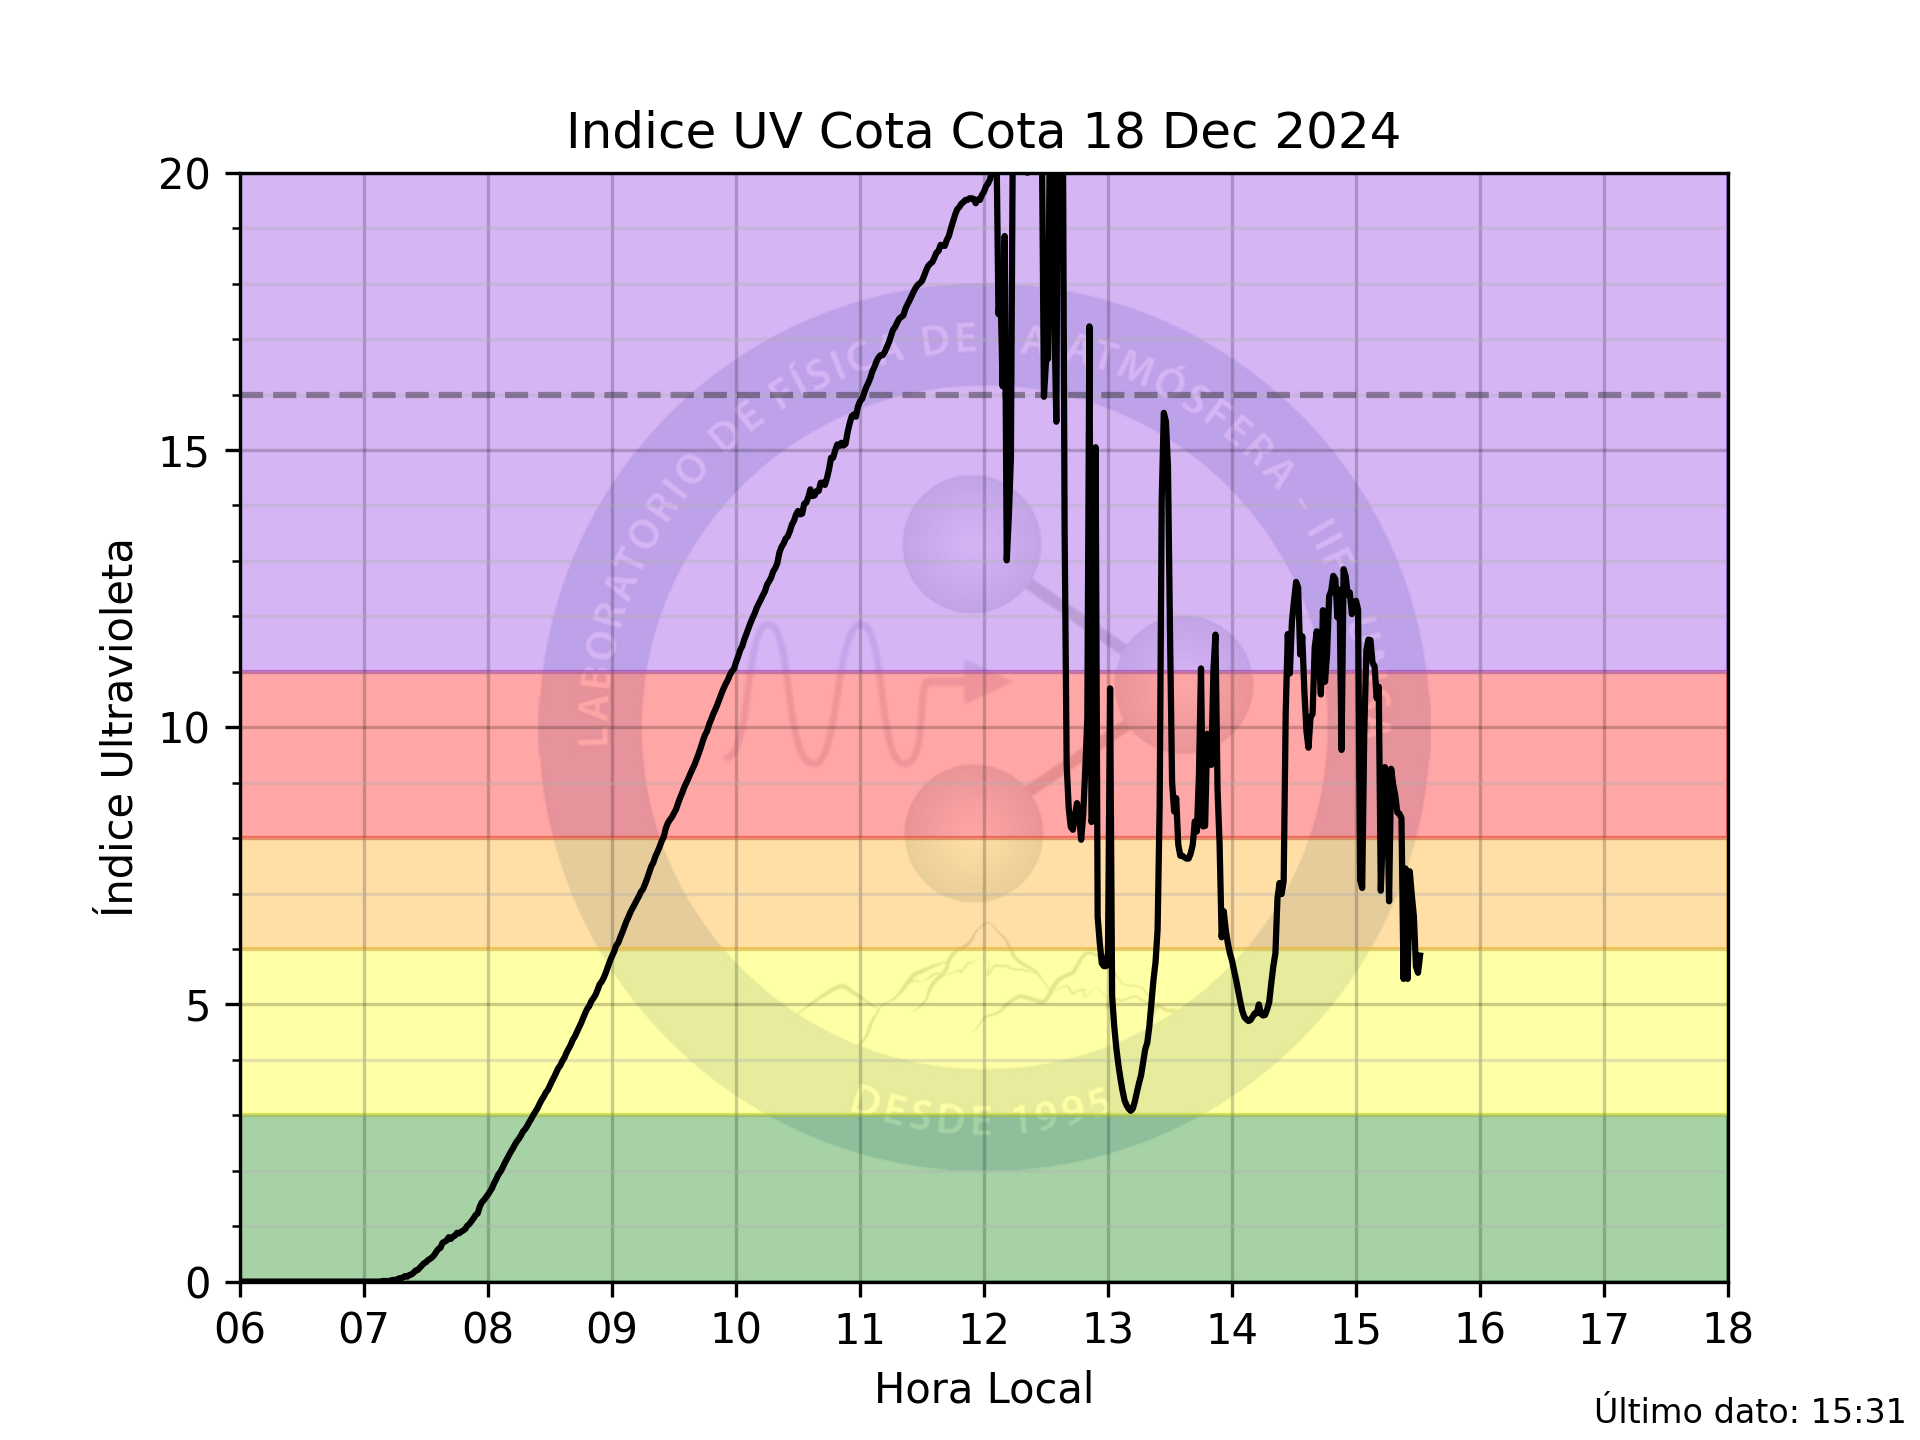 Indice UV Cota Cota 18 Dec 2024
20
15
10
5
0
Índice Ultravioleta
06 07 08 09 10 11 12 13 14 15 16 17 18
Hora Local
Último dato: 15:31
LABORATORIO DE FÍSICA DE LA ATMÓSFERA - IIF
DESDE 1995